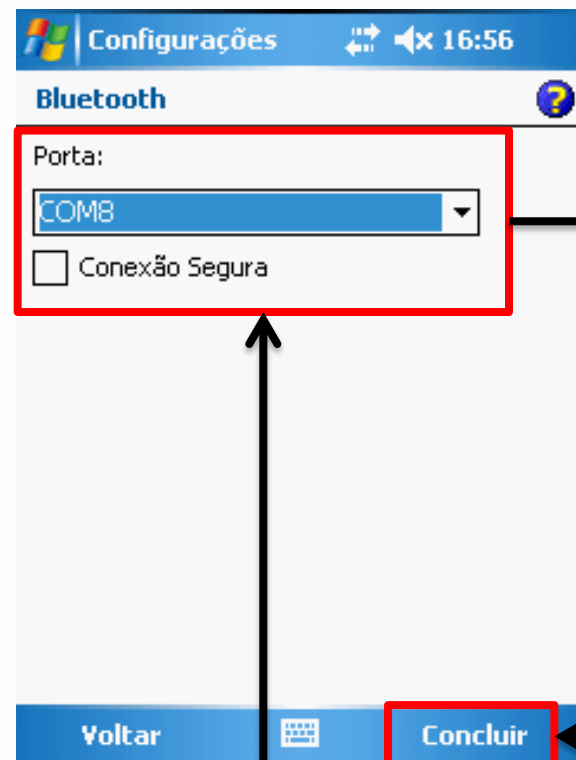 Configurações 16:56
Bluetooth ?
Porta:
COM8
Conexão Segura
Voltar Concluir